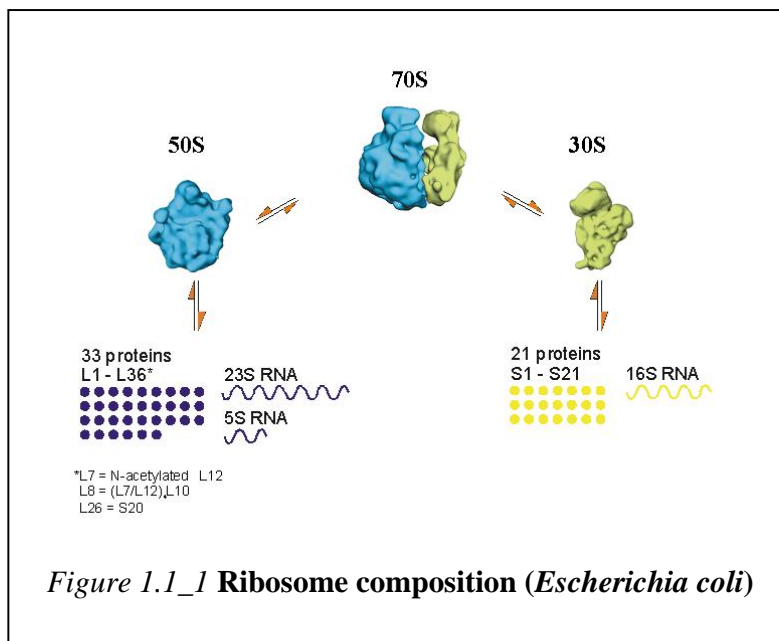 70S
50S
30S
33 proteins
L1 - L36*
23S RNA
5S RNA
21 proteins
S1 - S21
16S RNA
*L7 = N-acetylated L12
L8 = (L7/L12)4L10
L26 = S20
Figure 1.1_1 Ribosome composition (Escherichia coli)